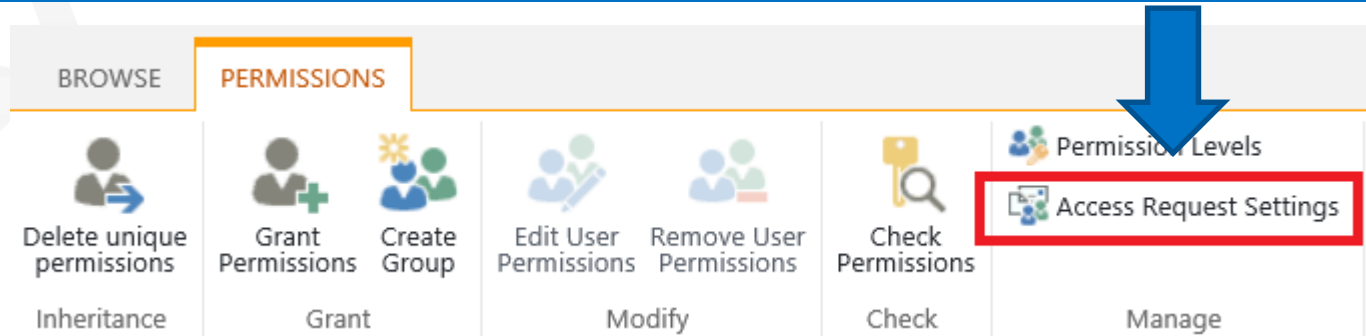 BROWSE
PERMISSIONS
Delete unique
permissions
Inheritance
Grant
Permissions
Create
Group
Grant
Edit User
Permissions
Remove User
Permissions
Modify
Check
Permissions
Check
Permission Levels
Access Request Settings
Manage